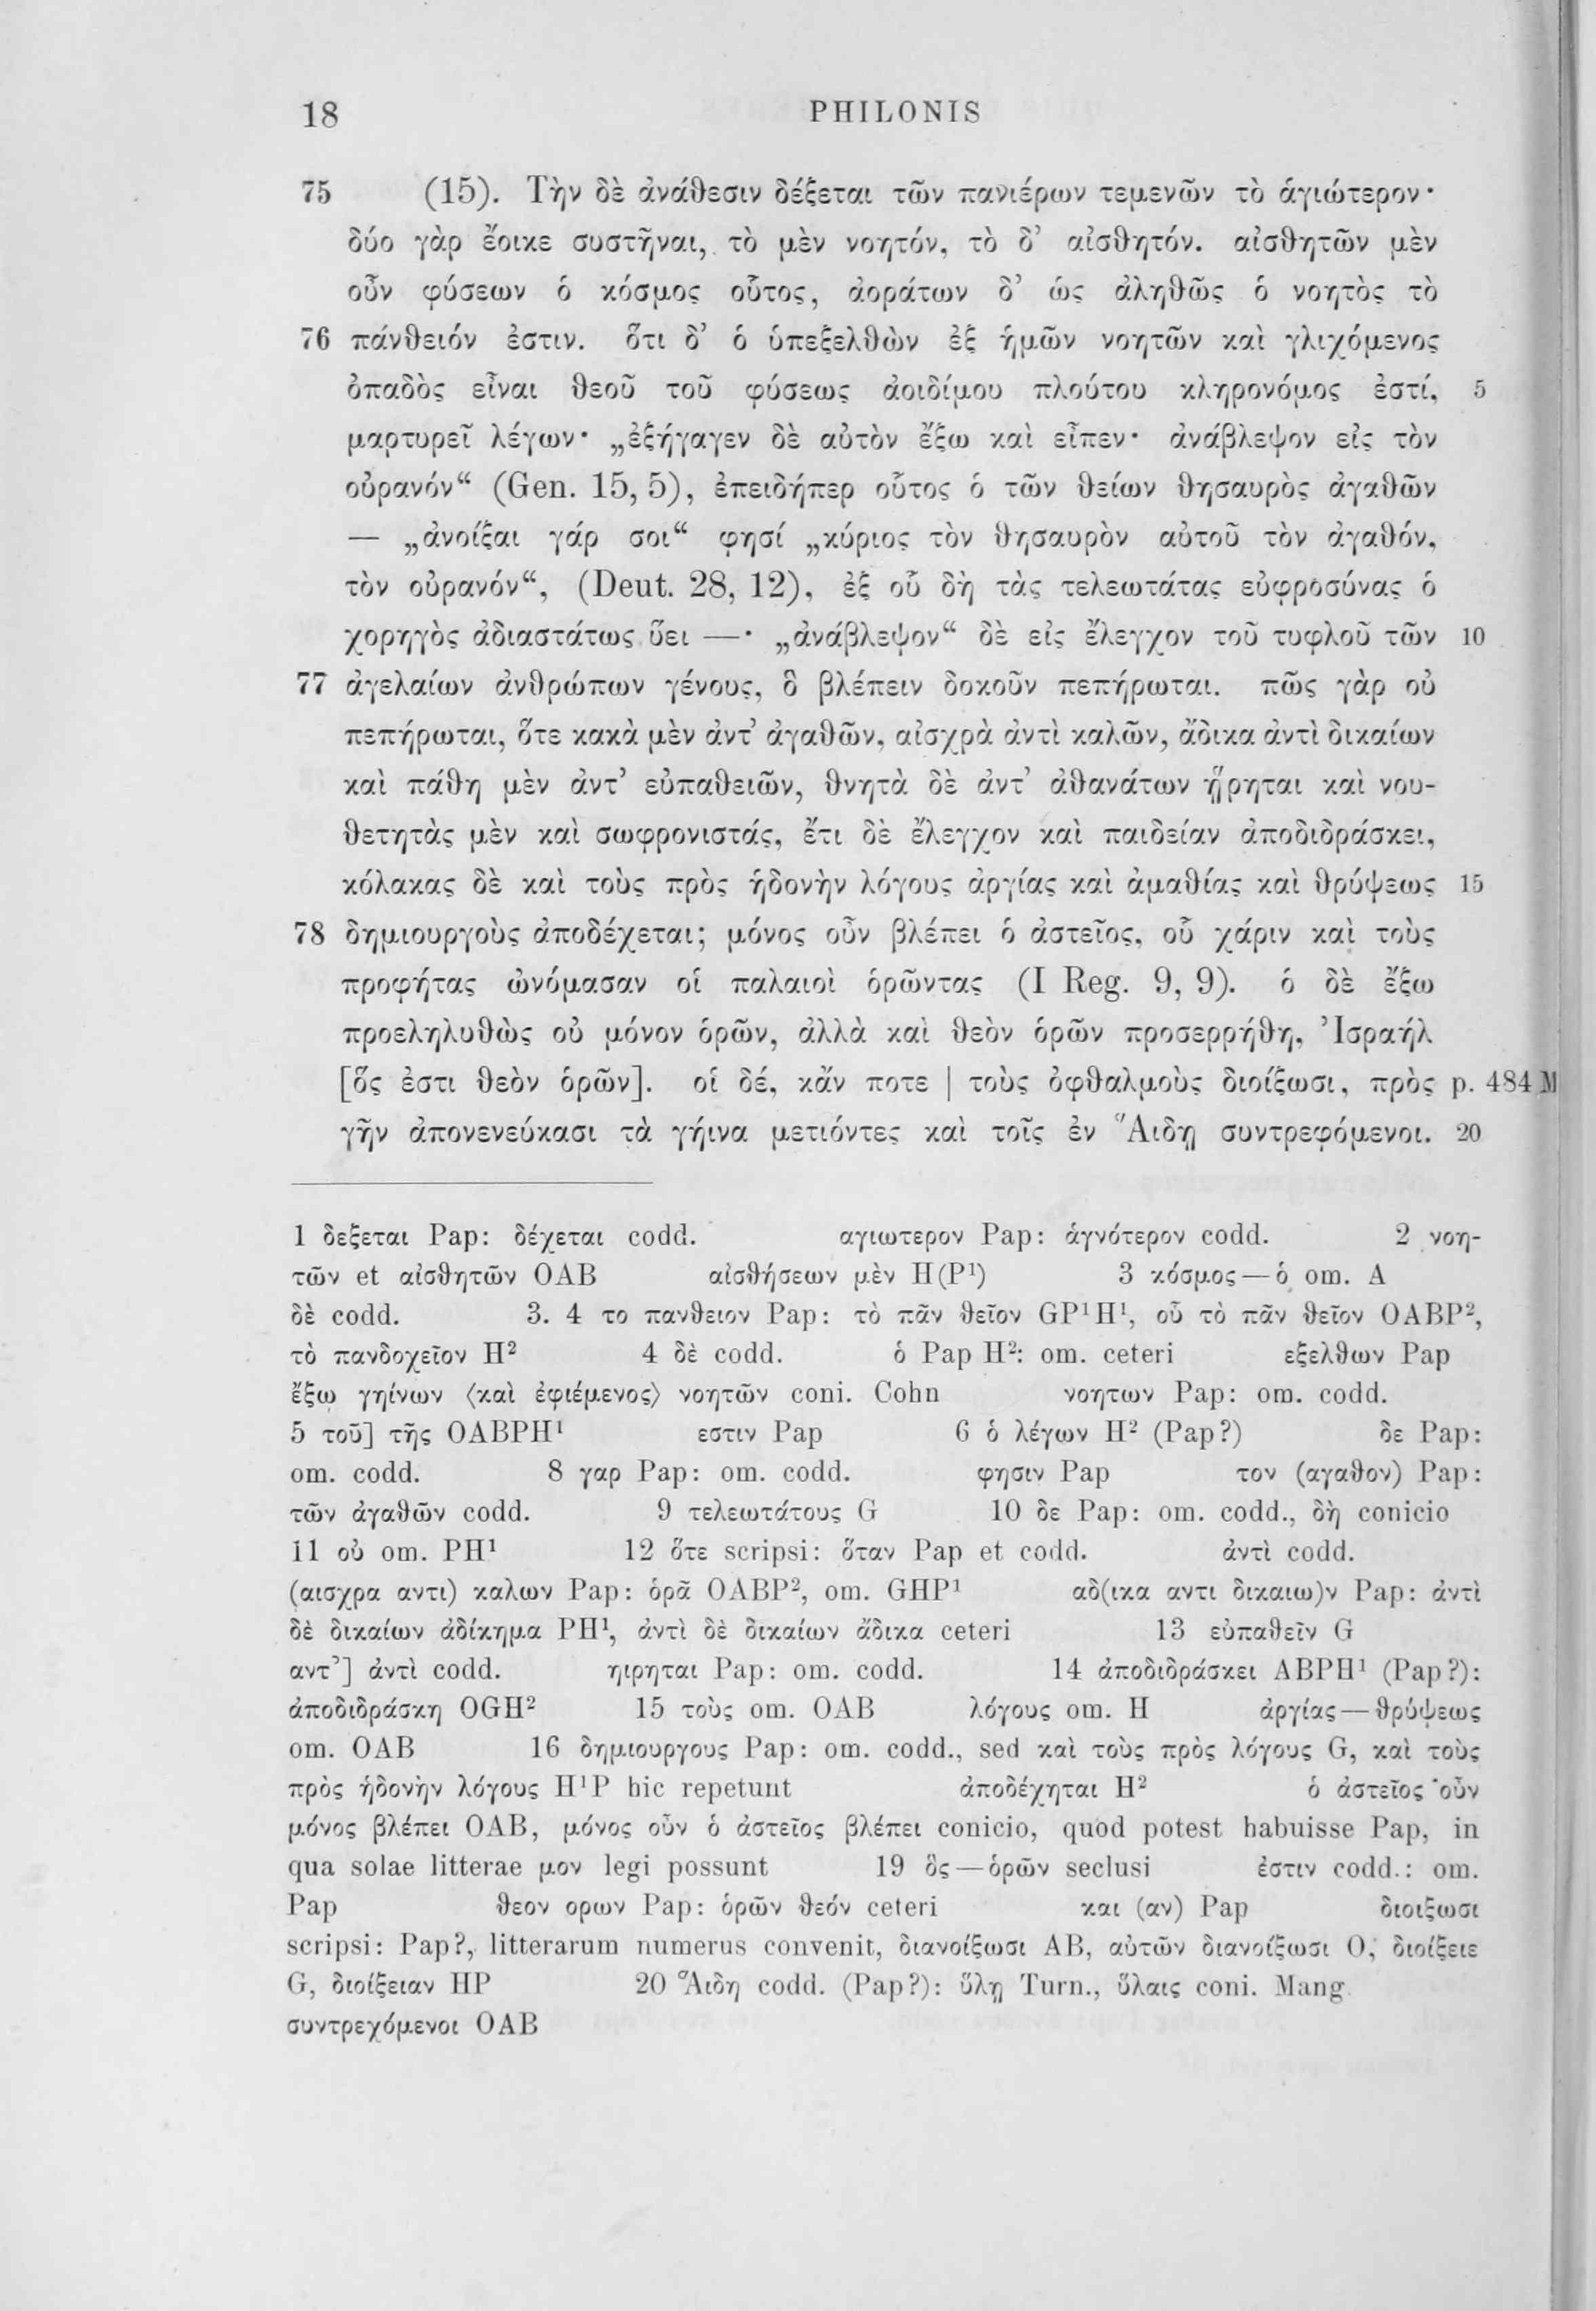 18 PHILONIS
75 (15). Τὴν δὲ ἀνάθεσιν δέξεται τῶν πανιέρων τεμενῶν τὸ ἁγιώτερον·
δύο γὰρ ἔοικε συστῆναι, τὸ μὲν νοητόν, τὸ δ’ αἰσθητόν. αἰσθητῶν μὲν
οὖν φύσεων ὁ κόσμος οὗτος, ἀοράτων δ’ ὡς ἀληθῶς ὁ νοητὸς τὸ
76 πάνθειόν ἐστιν. ὅτι δ’ ὁ ὑπεξελθὼν ἐξ ἡμῶν νοητῶν καὶ γλιχόμενος
ὀπαδὸς εἶναι θεοῦ τοῦ φύσεως ἀοιδίμου πλούτου κληρονόμος ἐστί, 5
μαρτυρεῖ λέγων· „ἐξήγαγεν δὲ αὐτὸν ἔξω καὶ εἶπεν· ἀνάβλεψον εἰς τὸν
οὐρανόν“ (Gen. 15, 5), ἐπειδήπερ οὗτος ὁ τῶν θείων θησαυρὸς ἀγαθῶν
— „ἀνοίξαι γάρ σοι“ φησί „κύριος τὸν θησαυρὸν αὐτοῦ τὸν ἀγαθόν,
τὸν οὐρανόν“, (Deut. 28, 12), ἐξ οὗ δὴ τὰς τελεωτάτας εὐφροσύνας ὁ
χορηγὸς ἀδιαστάτως ὕει —· „ἀνάβλεψον“ δὲ εἰς ἔλεγχον τοῦ τυφλοῦ τῶν 10
77 ἀγελαίων ἀνθρώπων γένους, ὃ βλέπειν δοκοῦν πεπήρωται. πῶς γὰρ οὐ
πεπήρωται, ὅτε κακὰ μὲν ἀντ’ ἀγαθῶν, αἰσχρὰ ἀντὶ καλῶν, ἄδικα ἀντὶ δικαίων
καὶ πάθη μὲν ἀντ’ εὐπαθειῶν, θνητὰ δὲ ἀντ’ ἀθανάτων ᾕρηται καὶ νου-
θετητὰς μὲν καὶ σωφρονιστάς, ἔτι δὲ ἔλεγχον καὶ παιδείαν ἀποδιδράσκει,
κόλακας δὲ καὶ τοὺς πρὸς ἡδονὴν λόγους ἀργίας καὶ ἀμαθίας καὶ θρύψεως 15
78 δημιουργοὺς ἀποδέχεται; μόνος οὖν βλέπει ὁ ἀστεῖος, οὗ χάριν καὶ τοὺς
προφήτας ὠνόμασαν οἱ παλαιοὶ ὁρῶντας (I Reg. 9, 9). ὁ δὲ ἔξω
προεληλυθὼς οὐ μόνον ὁρῶν, ἀλλὰ καὶ θεὸν ὁρῶν προσερρήθη, Ἰσραήλ
[ὅς ἐστι θεὸν ὁρῶν]. οἱ δέ, κἄν ποτε | τοὺς ὀφθαλμοὺς διοίξωσι, πρὸς p. 484 M
γῆν ἀπονενεύκασι τὰ γήινα μετιόντες καὶ τοῖς ἐν Ἅιδῃ συντρεφόμενοι. 20
1 δεξεται Pap: δέχεται codd. αγιωτερον Pap: ἁγνότερον codd. 2 νοη-
τῶν et αἰσθητῶν OAB αἰσθήσεων μὲν H(P¹) 3 κόσμος — ὁ om. A
δὲ codd. 3. 4 το πανθειον Pap: τὸ πᾶν θεῖον GP¹H¹, οὗ τὸ πᾶν θεῖον OABP²,
τὸ πανδοχεῖον H² 4 δὲ codd. ὁ Pap H²: om. ceteri εξελθων Pap
ἔξω γηίνων ⟨καὶ ἐφιέμενος⟩ νοητῶν coni. Cohn νοητων Pap: om. codd.
5 τοῦ] τῆς OABPH¹ εστιν Pap 6 ὁ λέγων H² (Pap?) δε Pap:
om. codd. 8 γαρ Pap: om. codd. φησιν Pap τον (αγαθον) Pap:
τῶν ἀγαθῶν codd. 9 τελεωτάτους G 10 δε Pap: om. codd., δὴ conicio
11 οὐ om. PH¹ 12 ὅτε scripsi: ὅταν Pap et codd. ἀντὶ codd.
(αισχρα αντι) καλων Pap: ὁρᾷ OABP², om. GHP¹ αδ(ικα αντι δικαιω)ν Pap: ἀντὶ
δὲ δικαίων ἀδίκημα PH¹, ἀντὶ δὲ δικαίων ἄδικα ceteri 13 εὐπαθεῖν G
αντ’] ἀντὶ codd. ηιρηται Pap: om. codd. 14 ἀποδιδράσκει ABPH¹ (Pap?):
ἀποδιδράσκῃ OGH² 15 τοὺς om. OAB λόγους om. H ἀργίας — θρύψεως
om. OAB 16 δημιουργους Pap: om. codd., sed καὶ τοὺς πρὸς λόγους G, καὶ τοὺς
πρὸς ἡδονὴν λόγους H¹P hic repetunt ἀποδέχηται H² ὁ ἀστεῖος οὖν
μόνος βλέπει OAB, μόνος οὖν ὁ ἀστεῖος βλέπει conicio, quod potest habuisse Pap, in
qua solae litterae μον legi possunt 19 ὃς — ὁρῶν seclusi ἐστιν codd.: om.
Pap θεον ορων Pap: ὁρῶν θεόν ceteri και (αν) Pap διοιξωσι
scripsi: Pap?, litterarum numerus convenit, διανοίξωσι AB, αὐτῶν διανοίξωσι O, διοίξειε
G, διοίξειαν HP 20 Ἅιδη codd. (Pap?): ὕλῃ Turn., ὕλαις coni. Mang
συντρεχόμενοι OAB